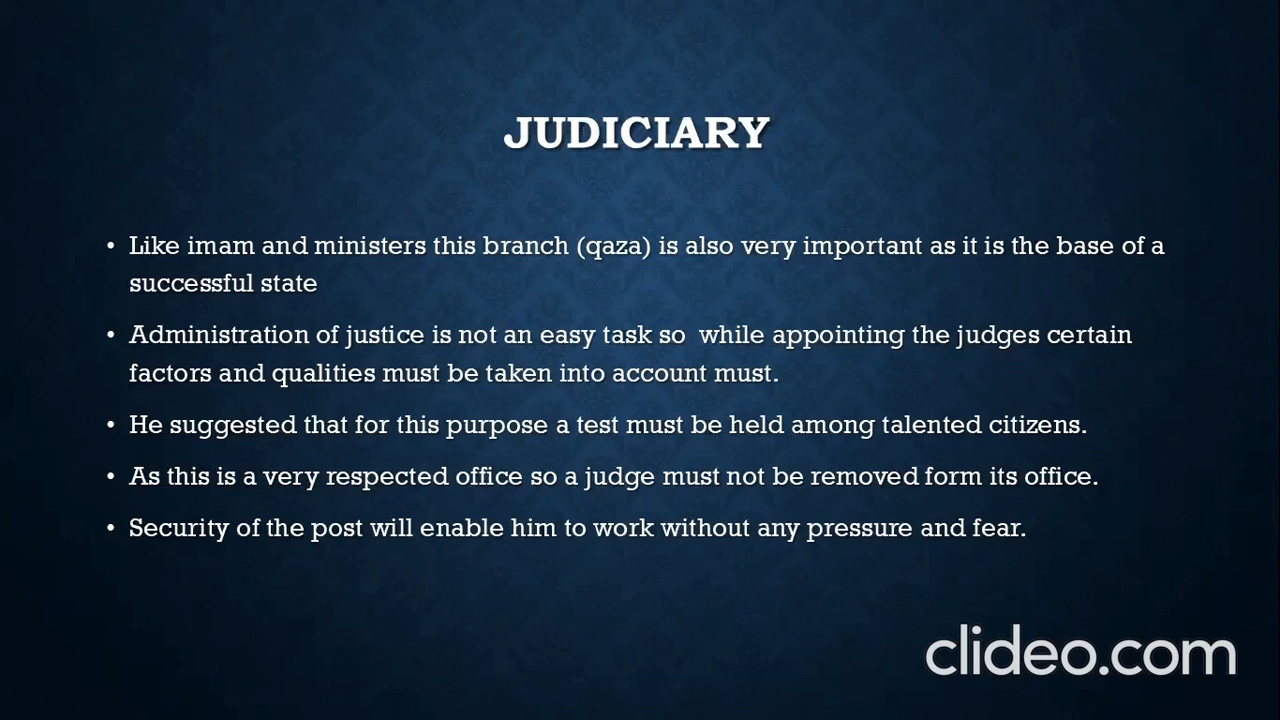 JUDICIARY
• Like imam and ministers this branch (qaza) is also very important as it is the base of a
successful state
• Administration of justice is not an easy task so  while appointing the judges certain
factors and qualities must be taken into account must.
• He suggested that for this purpose a test must be held among talented citizens.
• As this is a very respected office so a judge must not be removed form its office.
• Security of the post will enable him to work without any pressure and fear.
clideo.com